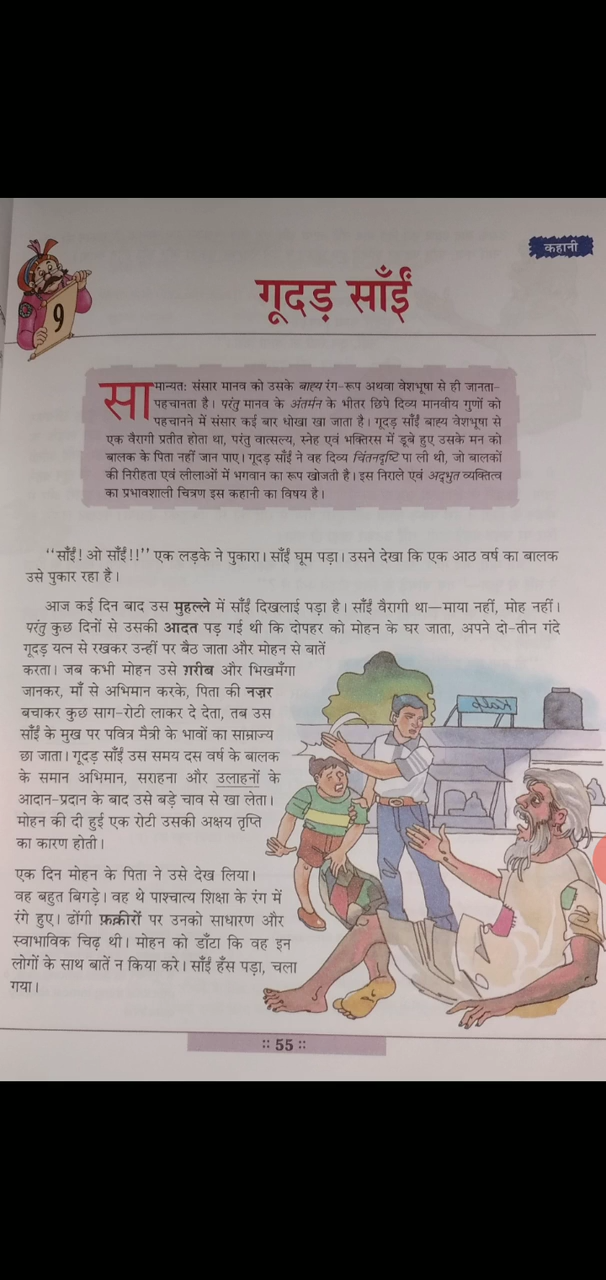 कहानी
9
गूदड़ साँईं
सामान्यत: संसार मानव को उसके बाह्य रंग-रूप अथवा वेशभूषा से ही जानता-
पहचानता है। परंतु मानव के अंतर्मन के भीतर छिपे दिव्य मानवीय गुणों को
पहचानने में संसार कई बार धोखा खा जाता है। गूदड़ साँईं बाह्य वेशभूषा से
एक वैरागी प्रतीत होता था, परंतु वात्सल्य, स्नेह एवं भक्तिरस में डूबे हुए उसके मन को
बालक के पिता नहीं जान पाए। गूदड़ साँईं ने वह दिव्य चिंतनदृष्टि पा ली थी, जो बालकों
की निरीहता एवं लीलाओं में भगवान का रूप खोजती है। इस निराले एवं अद्भुत व्यक्तित्व
का प्रभावशाली चित्रण इस कहानी का विषय है।
‘‘साँईं! ओ साँईं!!’’ एक लड़के ने पुकारा। साँईं घूम पड़ा। उसने देखा कि एक आठ वर्ष का बालक
उसे पुकार रहा है।
आज कई दिन बाद उस मुहल्ले में साँईं दिखलाई पड़ा है। साँईं वैरागी था—माया नहीं, मोह नहीं।
परंतु कुछ दिनों से उसकी आदत पड़ गई थी कि दोपहर को मोहन के घर जाता, अपने दो-तीन गंदे
गूदड़ यत्न से रखकर उन्हीं पर बैठ जाता और मोहन से बातें
करता। जब कभी मोहन उसे ग़रीब और भिखमँगा
जानकर, माँ से अभिमान करके, पिता की नज़र
बचाकर कुछ साग-रोटी लाकर दे देता, तब उस
साँईं के मुख पर पवित्र मैत्री के भावों का साम्राज्य
छा जाता। गूदड़ साँईं उस समय दस वर्ष के बालक
के समान अभिमान, सराहना और उलाहनों के
आदान-प्रदान के बाद उसे बड़े चाव से खा लेता।
मोहन की दी हुई एक रोटी उसकी अक्षय तृप्ति
का कारण होती।
एक दिन मोहन के पिता ने उसे देख लिया।
वह बहुत बिगड़े। वह थे पाश्चात्य शिक्षा के रंग में
रंगे हुए। ढोंगी फ़क़ीरों पर उनको साधारण और
स्वाभाविक चिढ़ थी। मोहन को डाँटा कि वह इन
लोगों के साथ बातें न किया करे। साँईं हँस पड़ा, चला
गया।
:: 55 ::